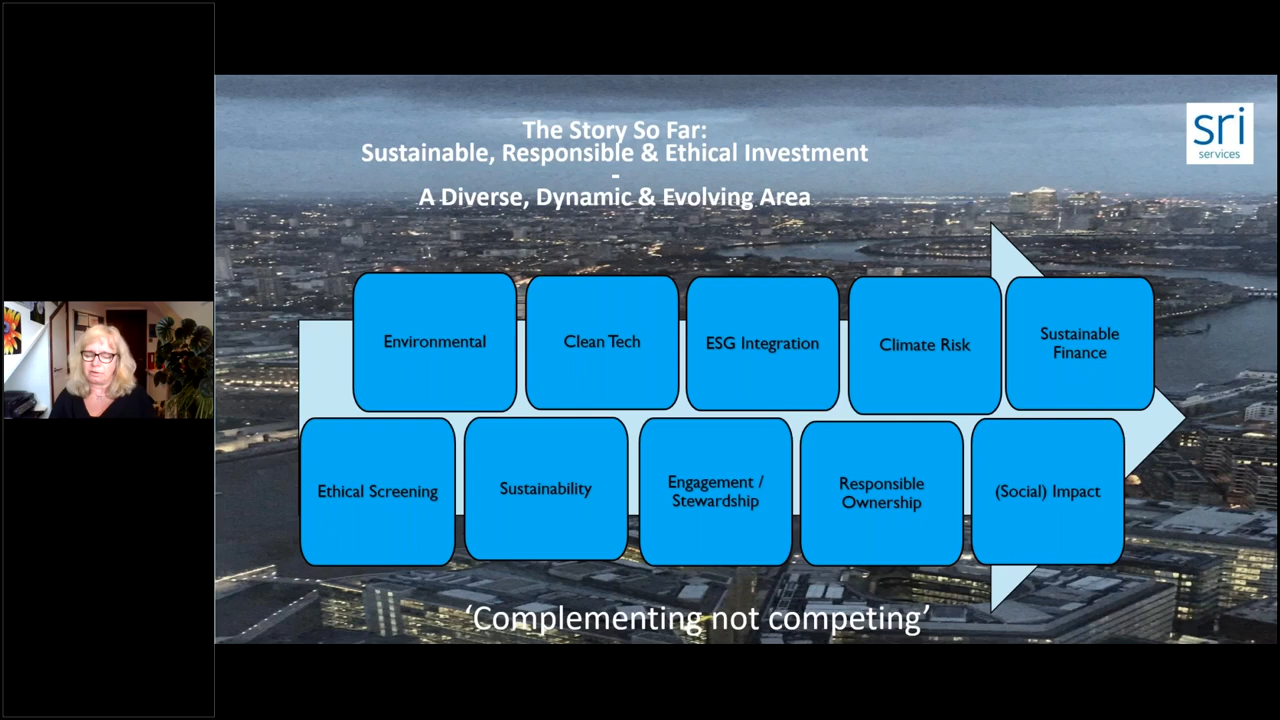 The Story So Far:
Sustainable, Responsible & Ethical Investment
-
A Diverse, Dynamic & Evolving Area
sri
services
Environmental
Clean Tech
ESG Integration
Climate Risk
Sustainable
Finance
Ethical Screening
Sustainability
Engagement /
Stewardship
Responsible
Ownership
(Social) Impact
‘Complementing not competing’